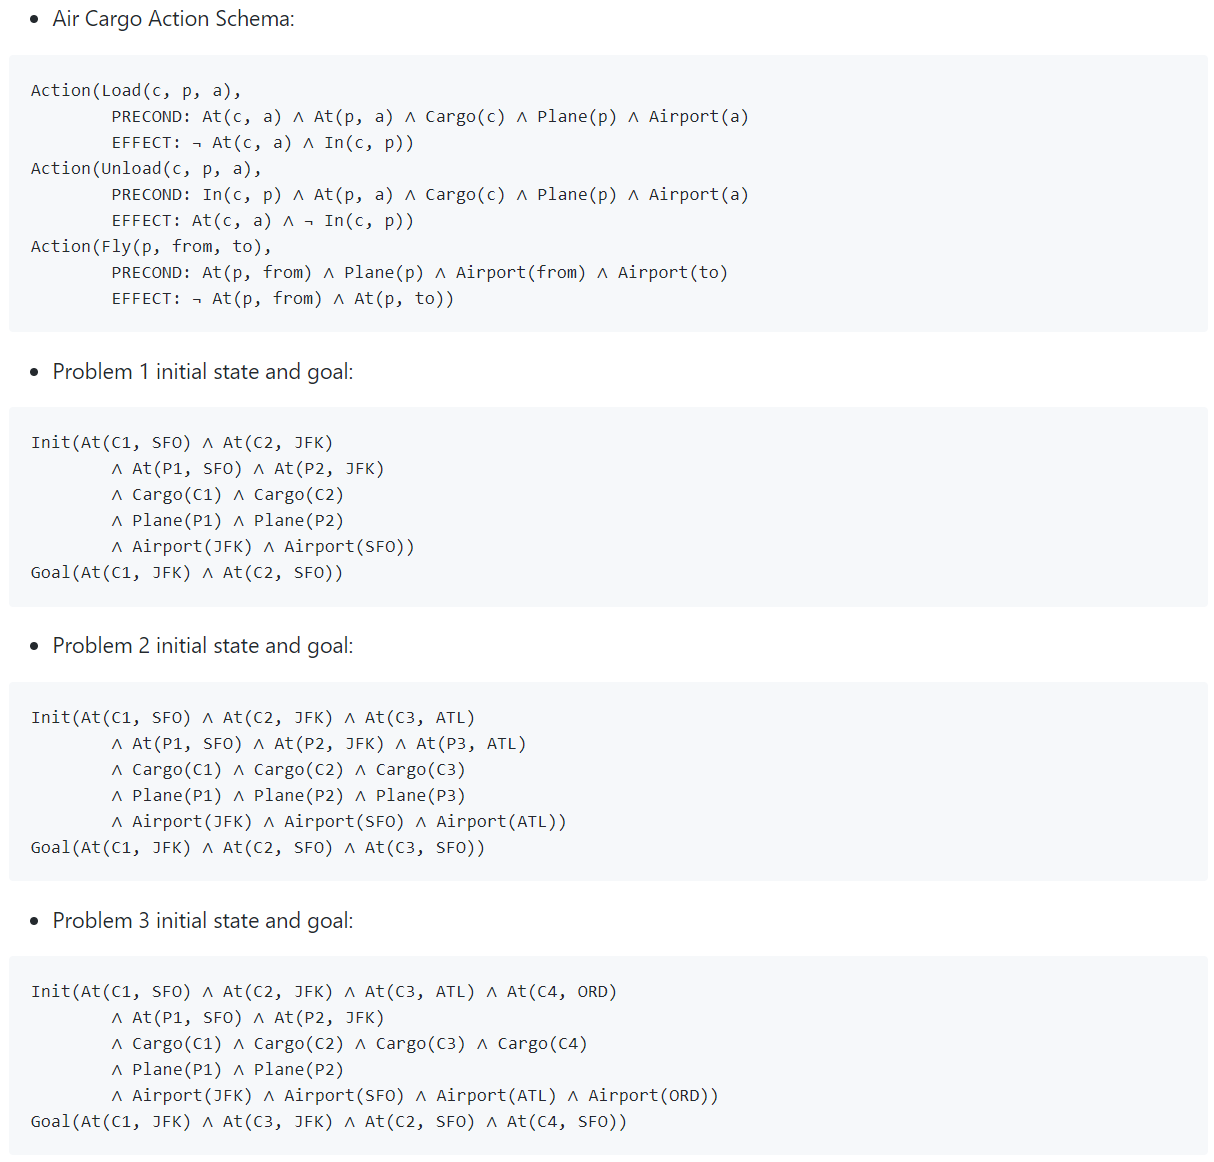 • Air Cargo Action Schema:
Action(Load(c, p, a),
PRECOND: At(c, a) ∧ At(p, a) ∧ Cargo(c) ∧ Plane(p) ∧ Airport(a)
EFFECT: ¬ At(c, a) ∧ In(c, p))
Action(Unload(c, p, a),
PRECOND: In(c, p) ∧ At(p, a) ∧ Cargo(c) ∧ Plane(p) ∧ Airport(a)
EFFECT: At(c, a) ∧ ¬ In(c, p))
Action(Fly(p, from, to),
PRECOND: At(p, from) ∧ Plane(p) ∧ Airport(from) ∧ Airport(to)
EFFECT: ¬ At(p, from) ∧ At(p, to))
• Problem 1 initial state and goal:
Init(At(C1, SFO) ∧ At(C2, JFK)
∧ At(P1, SFO) ∧ At(P2, JFK)
∧ Cargo(C1) ∧ Cargo(C2)
∧ Plane(P1) ∧ Plane(P2)
∧ Airport(JFK) ∧ Airport(SFO))
Goal(At(C1, JFK) ∧ At(C2, SFO))
• Problem 2 initial state and goal:
Init(At(C1, SFO) ∧ At(C2, JFK) ∧ At(C3, ATL)
∧ At(P1, SFO) ∧ At(P2, JFK) ∧ At(P3, ATL)
∧ Cargo(C1) ∧ Cargo(C2) ∧ Cargo(C3)
∧ Plane(P1) ∧ Plane(P2) ∧ Plane(P3)
∧ Airport(JFK) ∧ Airport(SFO) ∧ Airport(ATL))
Goal(At(C1, JFK) ∧ At(C2, SFO) ∧ At(C3, SFO))
• Problem 3 initial state and goal:
Init(At(C1, SFO) ∧ At(C2, JFK) ∧ At(C3, ATL) ∧ At(C4, ORD)
∧ At(P1, SFO) ∧ At(P2, JFK)
∧ Cargo(C1) ∧ Cargo(C2) ∧ Cargo(C3) ∧ Cargo(C4)
∧ Plane(P1) ∧ Plane(P2)
∧ Airport(JFK) ∧ Airport(SFO) ∧ Airport(ATL) ∧ Airport(ORD))
Goal(At(C1, JFK) ∧ At(C3, JFK) ∧ At(C2, SFO) ∧ At(C4, SFO))